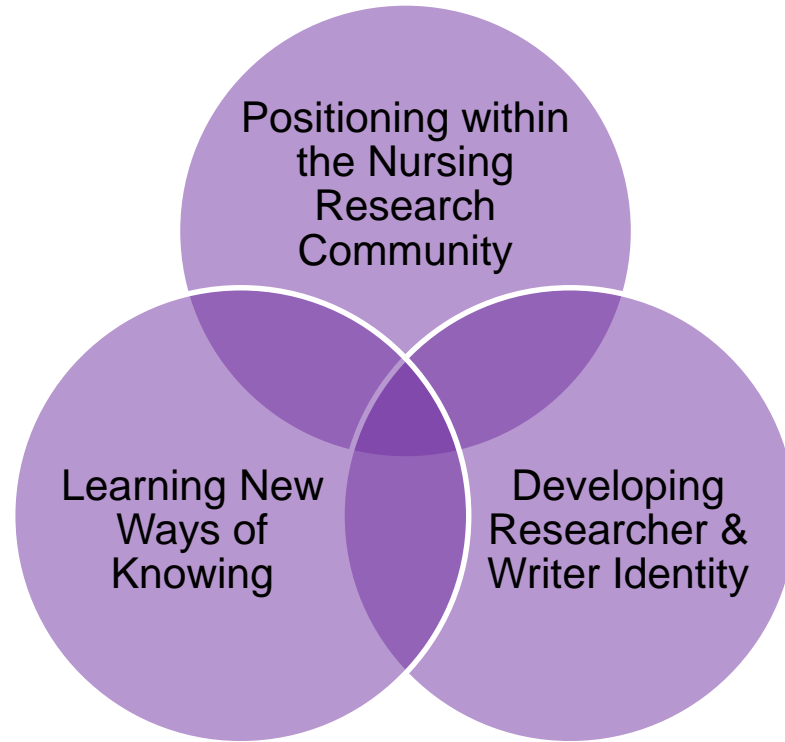 Positioning within
the Nursing
Research
Community
Learning New
Ways of
Knowing
Developing
Researcher &
Writer Identity